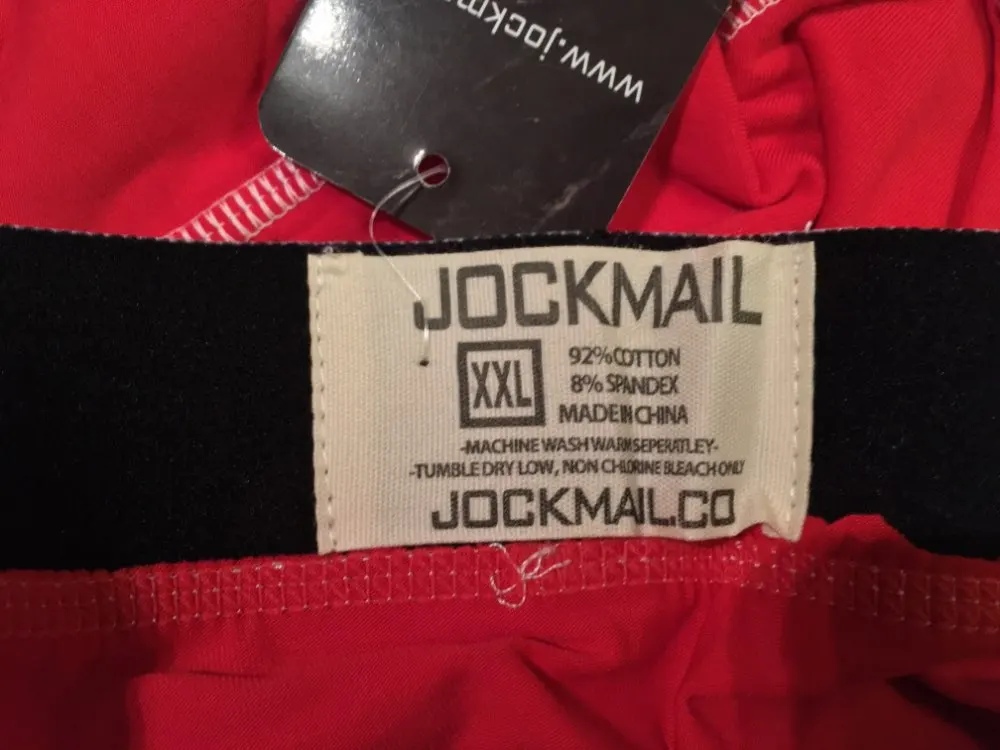 www.jockma
JOCKMAIL
XXL
92%COTTON
8% SPANDEX
MADE IN CHINA
-MACHINE WASH WARM SEPERATLEY-
-TUMBLE DRY LOW, NON CHLORINE BLEACH ONLY
JOCKMAIL.CO